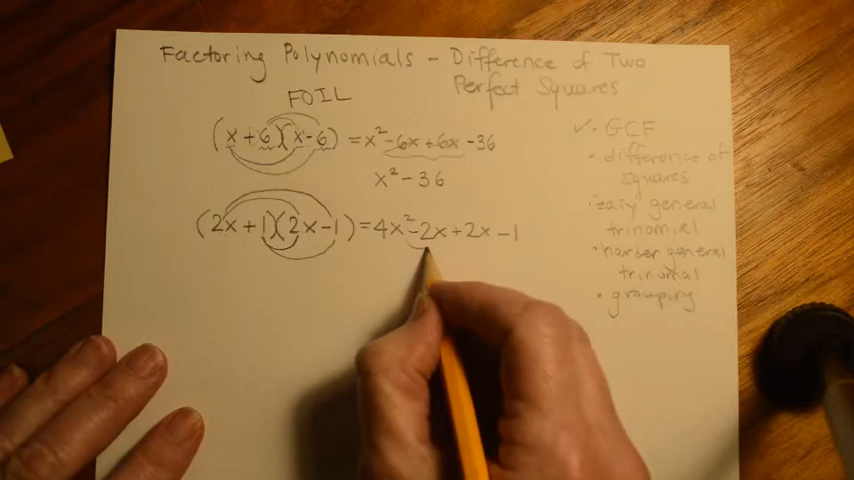 Factoring Polynomials - Difference of Two
Perfect Squares
FOIL
(x + 6)(x - 6) = x² - 6x + 6x - 36
x² - 36
(2x + 1)(2x - 1) = 4x² - 2x + 2x - 1
✓ • GCF
• difference of
squares
• easy general
trinomial
• harder general
trinomial
• grouping